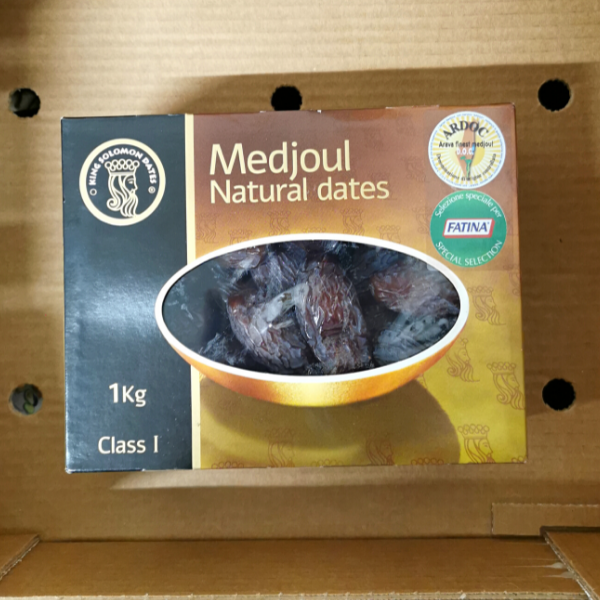 KING SOLOMON DATES
Medjoul
Natural dates
ARDOC
Arava finest medjoul
Selezione speciale per
FATINA
SPECIAL SELECTION
1Kg
Class I